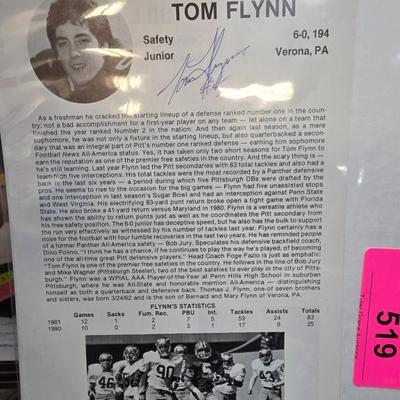 TOM FLYNN
Safety
Junior
6-0, 194
Verona, PA
As a freshman he cracked the starting lineup of a defense ranked number one in the coun-
try; not a bad accomplishment for a first-year player on any team — let alone on a team that
finished the year ranked Number 2 in the nation. And then again last season, as a mere
sophomore, he was not only a fixture in the starting lineup, but also quarterbacked a second-
dary that was an integral part of Pitt's number one defense — earning him sophomore
Football News All-America status. Yes, it has taken only two short seasons for Tom Flynn to
earn the reputation as one of the premier free safeties in the country. And the scary thing is —
he's still learning. Last year Flynn led the Pitt secondaries with 83 total tackles and also had a
team-high five interceptions. His total tackles were the most recorded by a Panther defensive
back in the last six years — a period during which five Pittsburgh DBs were drafted by the
pros. He seems to rise to the occasion for the big games — Flynn had five unassisted stops
and one interception in last season's Sugar Bowl and had an interception against Penn State
and West Virginia. His electrifying 83-yard punt return broke open a tight game with Florida
State. He also broke a 41-yard return versus Maryland in 1980. Flynn is a versatile athlete who
has shown the ability to return punts just as well as he coordinates the Pitt secondary from
his free safety position. The 6.0 junior has deceptive speed, but he also has the bulk to support
the run very effectively as witnessed by his number of tackles last year. Flynn certainly has a
nose for the football with four fumble recoveries in the last two years. He has reminded people
of a former Panther All-America safety – Bob Jury. Speculates his defensive backfield coach,
Dino Folino, "I think he has a chance, if he continues to play the way he's played, of becoming
one of the all-time great Pitt defensive players." Head Coach Foge Fazio is just as emphatic:
"Tom Flynn is one of the premier free safeties in the country. He follows in line of Bob Jury
and Mike Wagner (Pittsburgh Steeler), two of the best safeties to ever play in the city of Pitts-
burgh." Flynn was a WPIAL AAA Player-of-the-Year at Penn Hills High School in suburban
Pittsburgh, where he was All-State and honorable mention All-America — distinguishing
himself as both a quarterback and defensive back. Thomas J. Flynn, one of seven brothers
and sisters, was born 3/24/62 and is the son of Bernard and Mary Flynn of Verona, PA.
FLYNN'S STATISTICS
Games Sacks Fum. Rec. PBU Int. Tackles Assists Totals
1981 12 1 2 7 5 59 24 83
1980 10 0 2 1 17 8 25
519